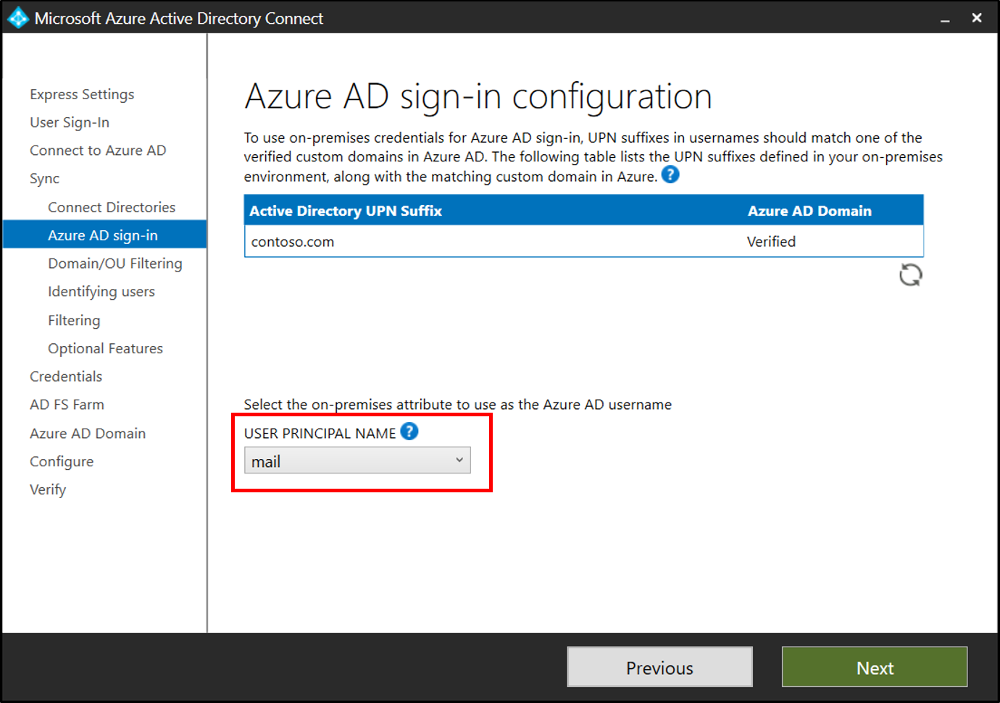 Microsoft Azure Active Directory Connect
Express Settings
User Sign-In
Connect to Azure AD
Sync
Connect Directories
Azure AD sign-in
Domain/OU Filtering
Identifying users
Filtering
Optional Features
Credentials
AD FS Farm
Azure AD Domain
Configure
Verify
Azure AD sign-in configuration
To use on-premises credentials for Azure AD sign-in, UPN suffixes in usernames should match one of the
verified custom domains in Azure AD. The following table lists the UPN suffixes defined in your on-premises
environment, along with the matching custom domain in Azure. ?
Active Directory UPN Suffix Azure AD Domain
contoso.com Verified
Select the on-premises attribute to use as the Azure AD username
USER PRINCIPAL NAME ?
mail
Previous Next